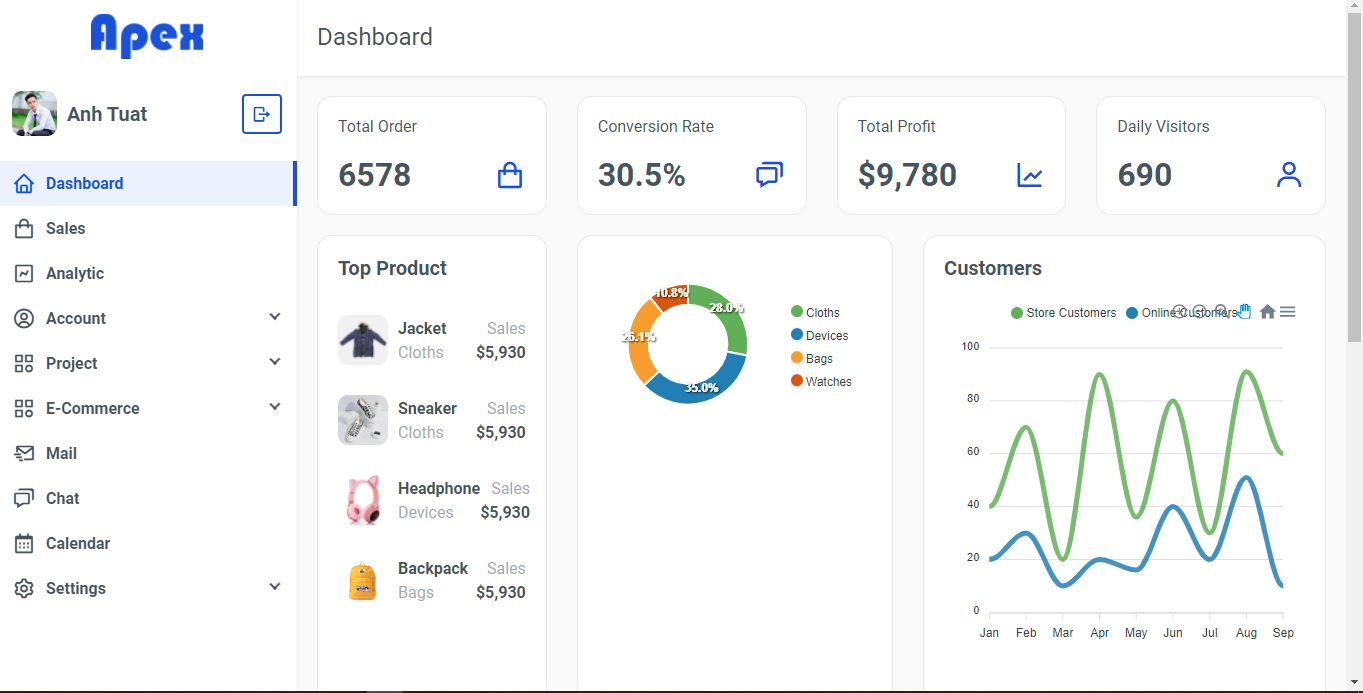 Apex
Anh Tuat
Dashboard
Sales
Analytic
Account
Project
E-Commerce
Mail
Chat
Calendar
Settings
Dashboard
Total Order
6578
Conversion Rate
30.5%
Total Profit
$9,780
Daily Visitors
690
Top Product
Jacket Sales
Cloths $5,930
Sneaker Sales
Cloths $5,930
Headphone Sales
Devices $5,930
Backpack Sales
Bags $5,930
10.8%
28.0%
26.1%
35.0%
Cloths
Devices
Bags
Watches
Customers
Store Customers Online Customers
100
80
60
40
20
0
Jan Feb Mar Apr May Jun Jul Aug Sep